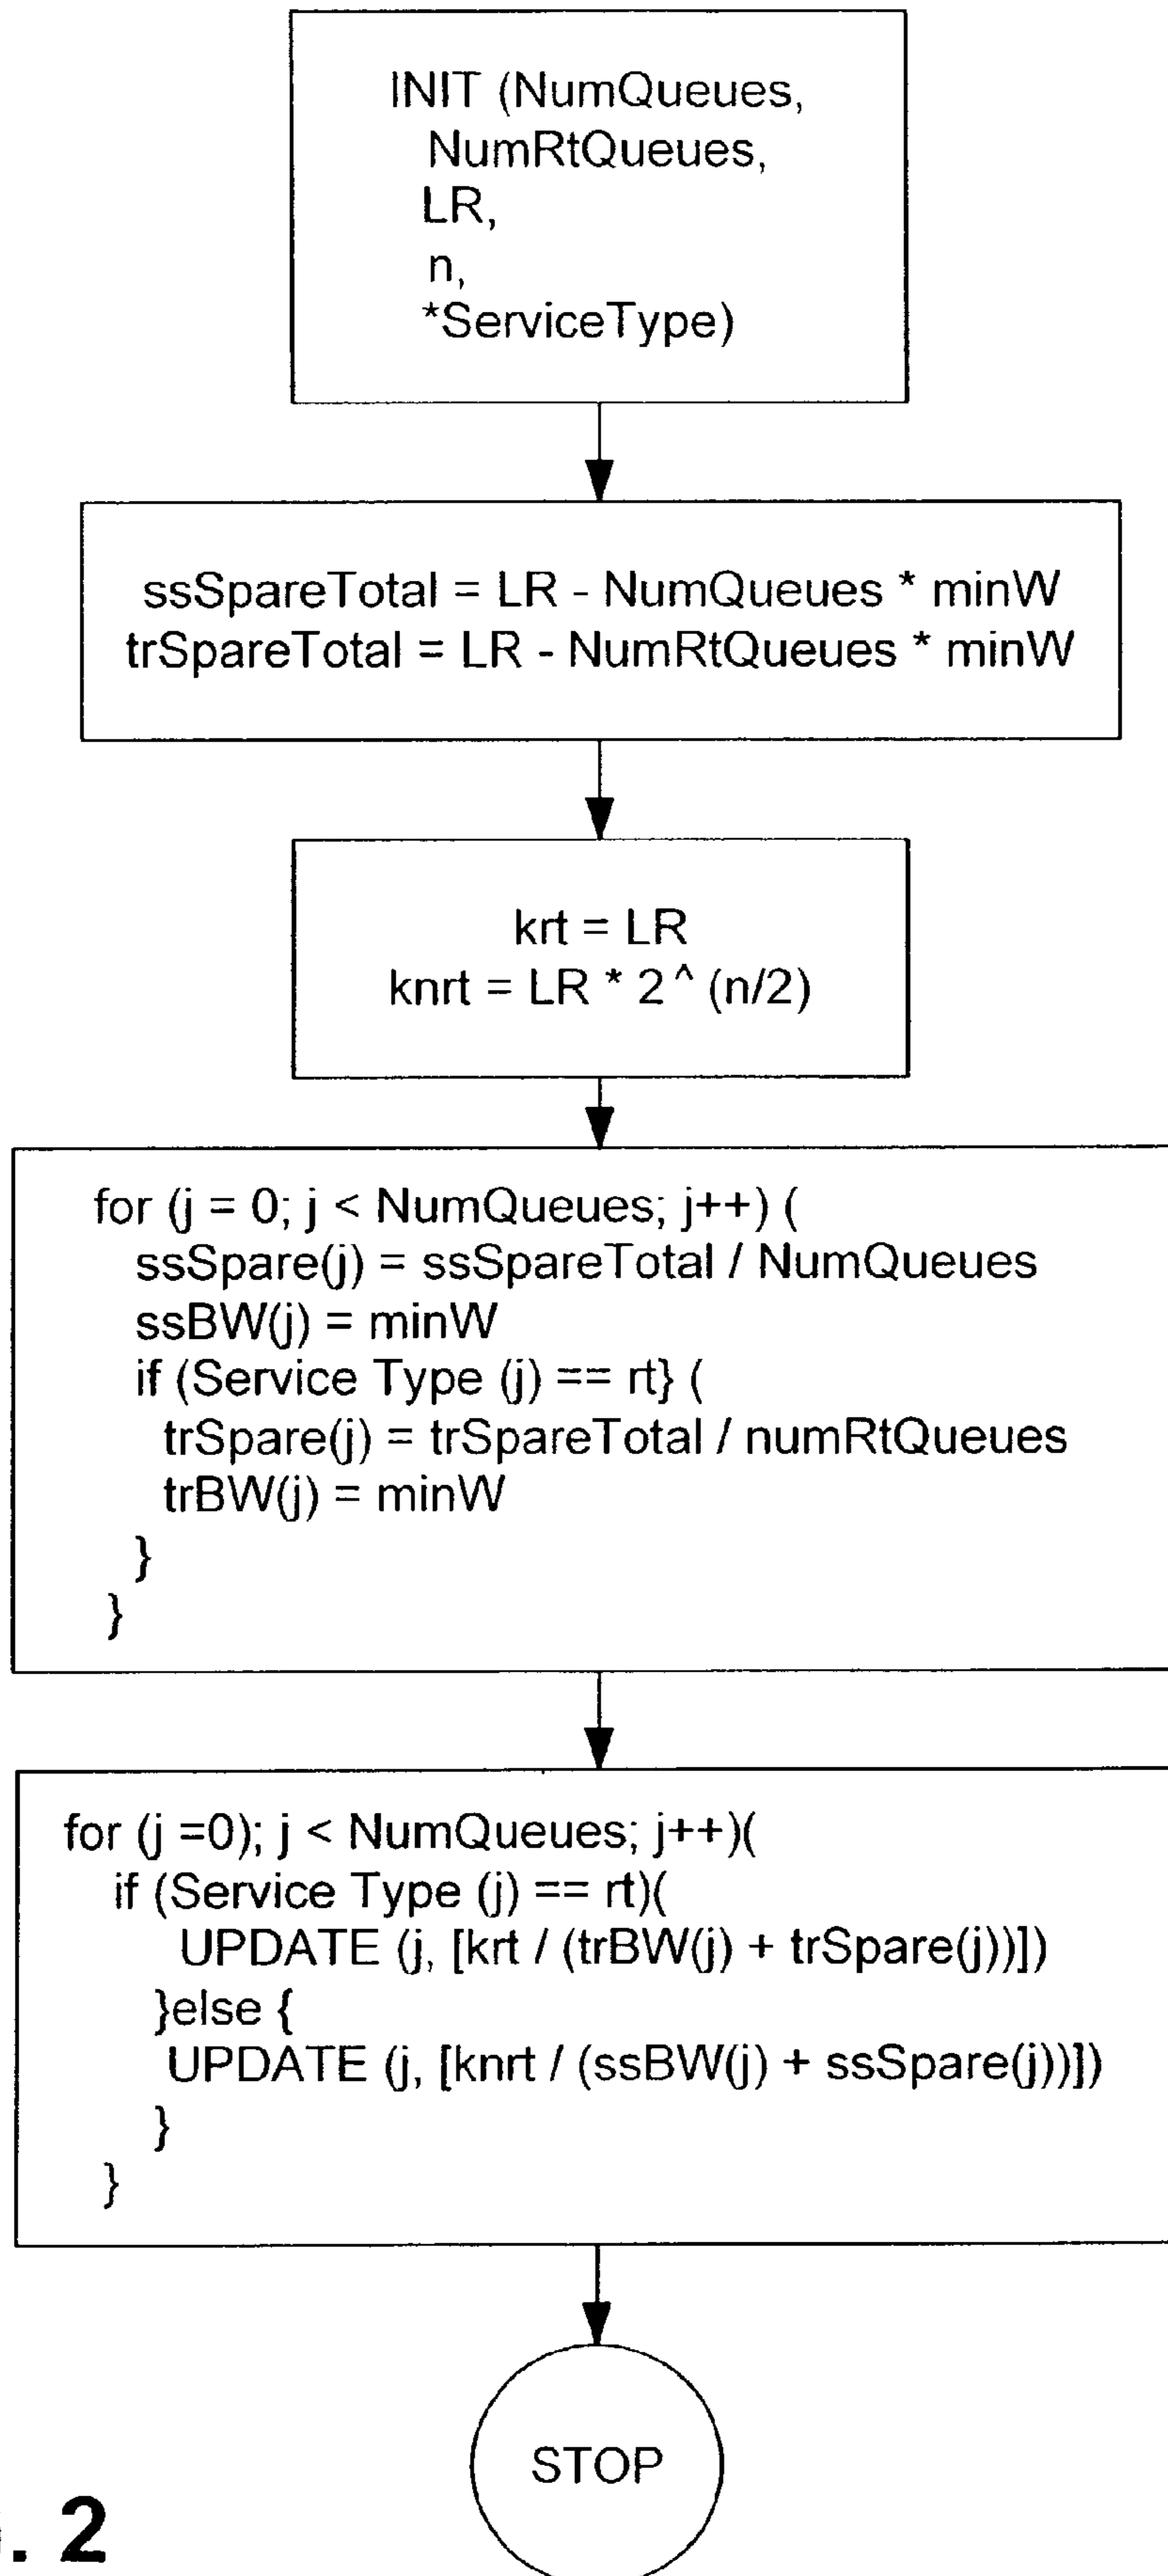 INIT (NumQueues,
NumRtQueues,
LR,
n,
*ServiceType)
ssSpareTotal = LR - NumQueues * minW
trSpareTotal = LR - NumRtQueues * minW
krt = LR
knrt = LR * 2 ^ (n/2)
for (j = 0; j < NumQueues; j++) (
ssSpare(j) = ssSpareTotal / NumQueues
ssBW(j) = minW
if (Service Type (j) == rt} (
trSpare(j) = trSpareTotal / numRtQueues
trBW(j) = minW
}
}
for (j =0); j < NumQueues; j++)(
if (Service Type (j) == rt)(
UPDATE (j, [krt / (trBW(j) + trSpare(j))])
}else {
UPDATE (j, [knrt / (ssBW(j) + ssSpare(j))])
}
}
STOP
. 2